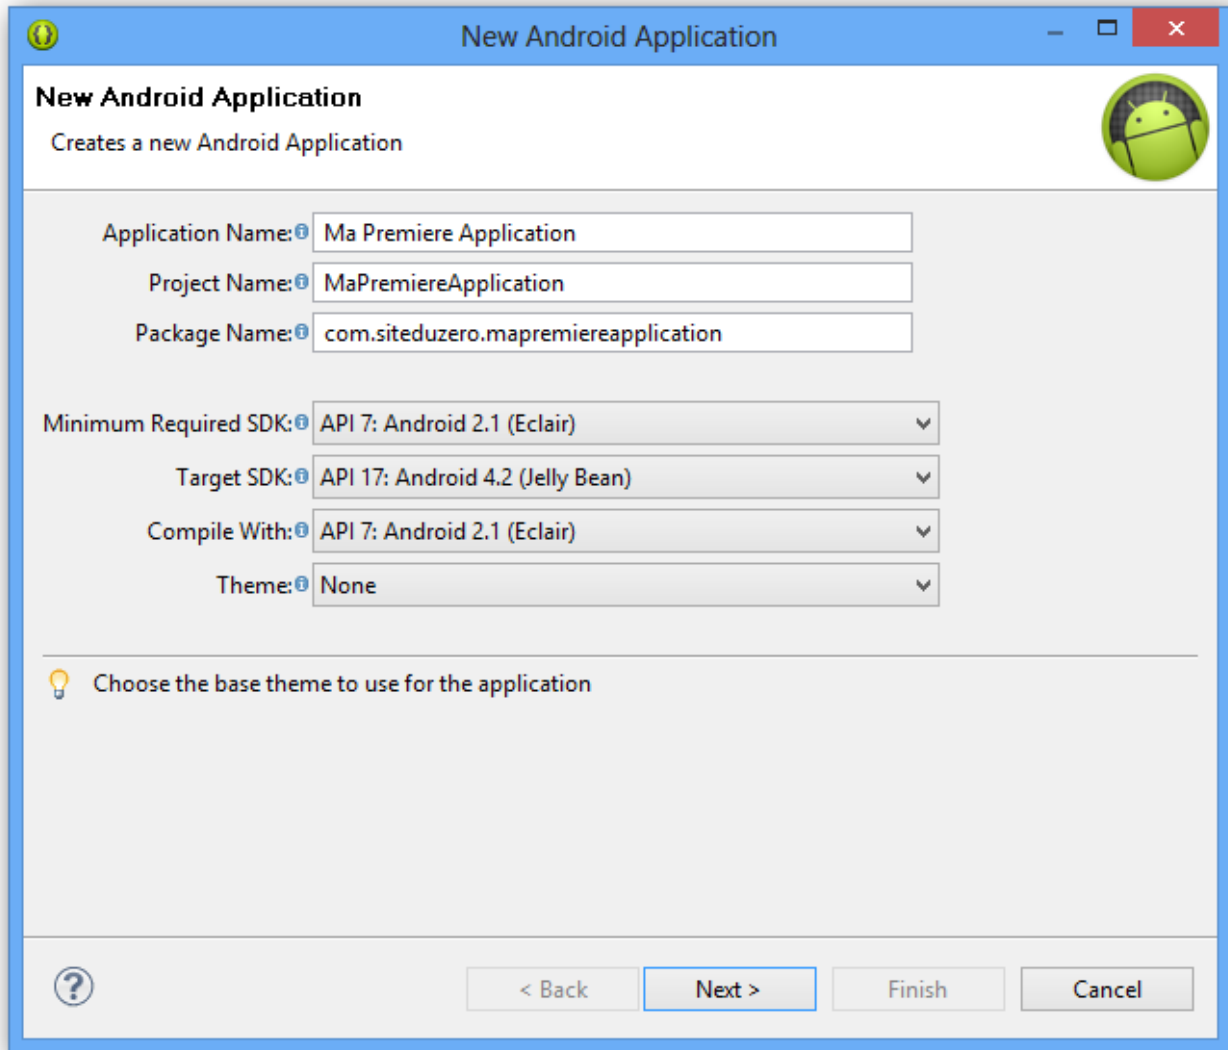 New Android Application
New Android Application
Creates a new Android Application
Application Name: Ma Premiere Application
Project Name: MaPremiereApplication
Package Name: com.siteduzero.mapremiereapplication
Minimum Required SDK: API 7: Android 2.1 (Eclair)
Target SDK: API 17: Android 4.2 (Jelly Bean)
Compile With: API 7: Android 2.1 (Eclair)
Theme: None
Choose the base theme to use for the application
? < Back Next > Finish Cancel